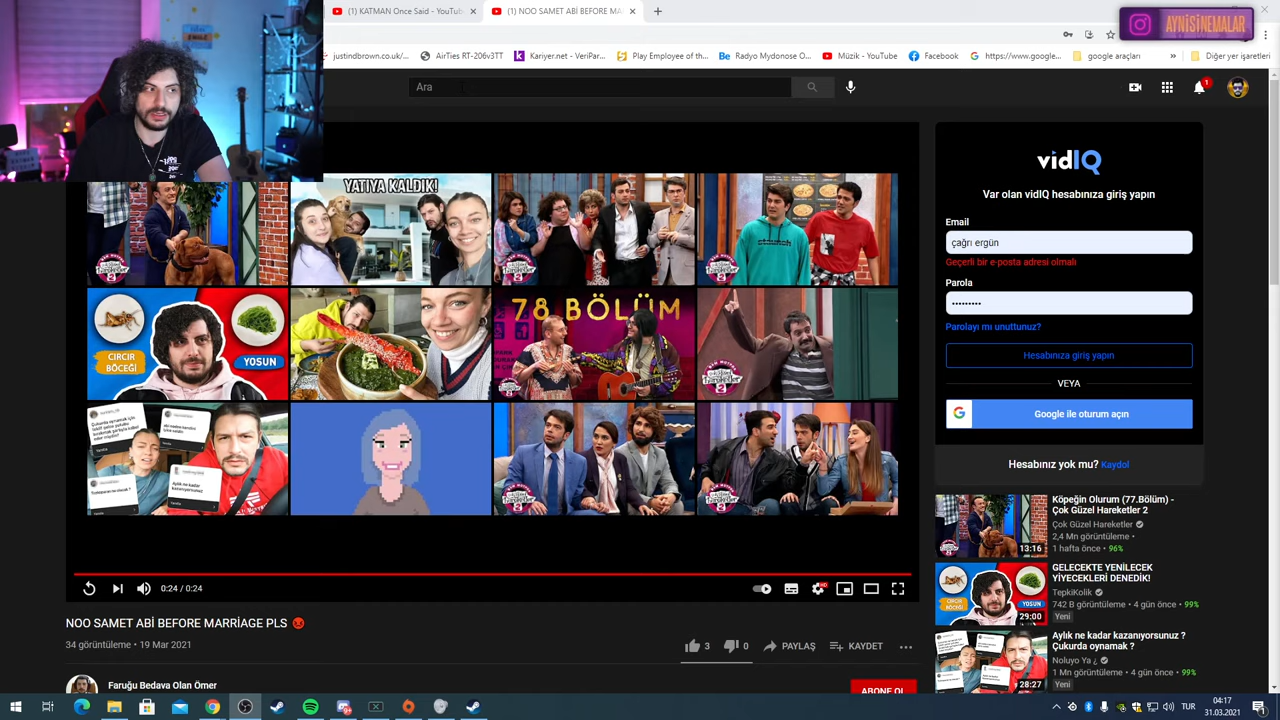 (1) KATMAN Once Said - YouTub
(1) NOO SAMET ABİ BEFORE MA
AYNİSİNEMALAR
justindbrown.co.uk/...
AirTies RT-206v3TT
Kariyer.net - VeriPar...
Play Employee of th...
Radyo Mydonose O...
Müzik - YouTube
Facebook
https://www.google...
google araçları
Diğer yer işaretleri
Ara
1
vidIQ
Var olan vidIQ hesabınıza giriş yapın
Email
çağrı ergün
Geçerli bir e-posta adresi olmalı
Parola
Parolayı mı unuttunuz?
Hesabınıza giriş yapın
VEYA
Google ile oturum açın
Hesabınız yok mu? Kaydol
YATIYA KALDIK!
78 BÖLÜM
CIRCIR
BÖCEĞİ
YOSUN
Köpeğin Olurum (77.Bölüm) -
Çok Güzel Hareketler 2
Çok Güzel Hareketler
2,4 Mn görüntüleme •
1 hafta önce • 96%
13:16
GELECEKTE YENİLECEK
YİYECEKLERİ DENEDİK!
TepkiKolik
742 B görüntüleme • 4 gün önce • 99%
Yeni
29:00
Aylık ne kadar kazanıyorsunuz ?
Çukurda oynamak ?
Noluyo Ya ¿
1 Mn görüntüleme • 4 gün önce • 99%
Yeni
28:27
0:24 / 0:24
HD
NOO SAMET ABİ BEFORE MARRİAGE PLS
34 görüntüleme • 19 Mar 2021
3
0
PAYLAŞ
KAYDET
Faruğu Bedava Olan Ömer
ABONE OL
TUR
04:17
31.03.2021
1